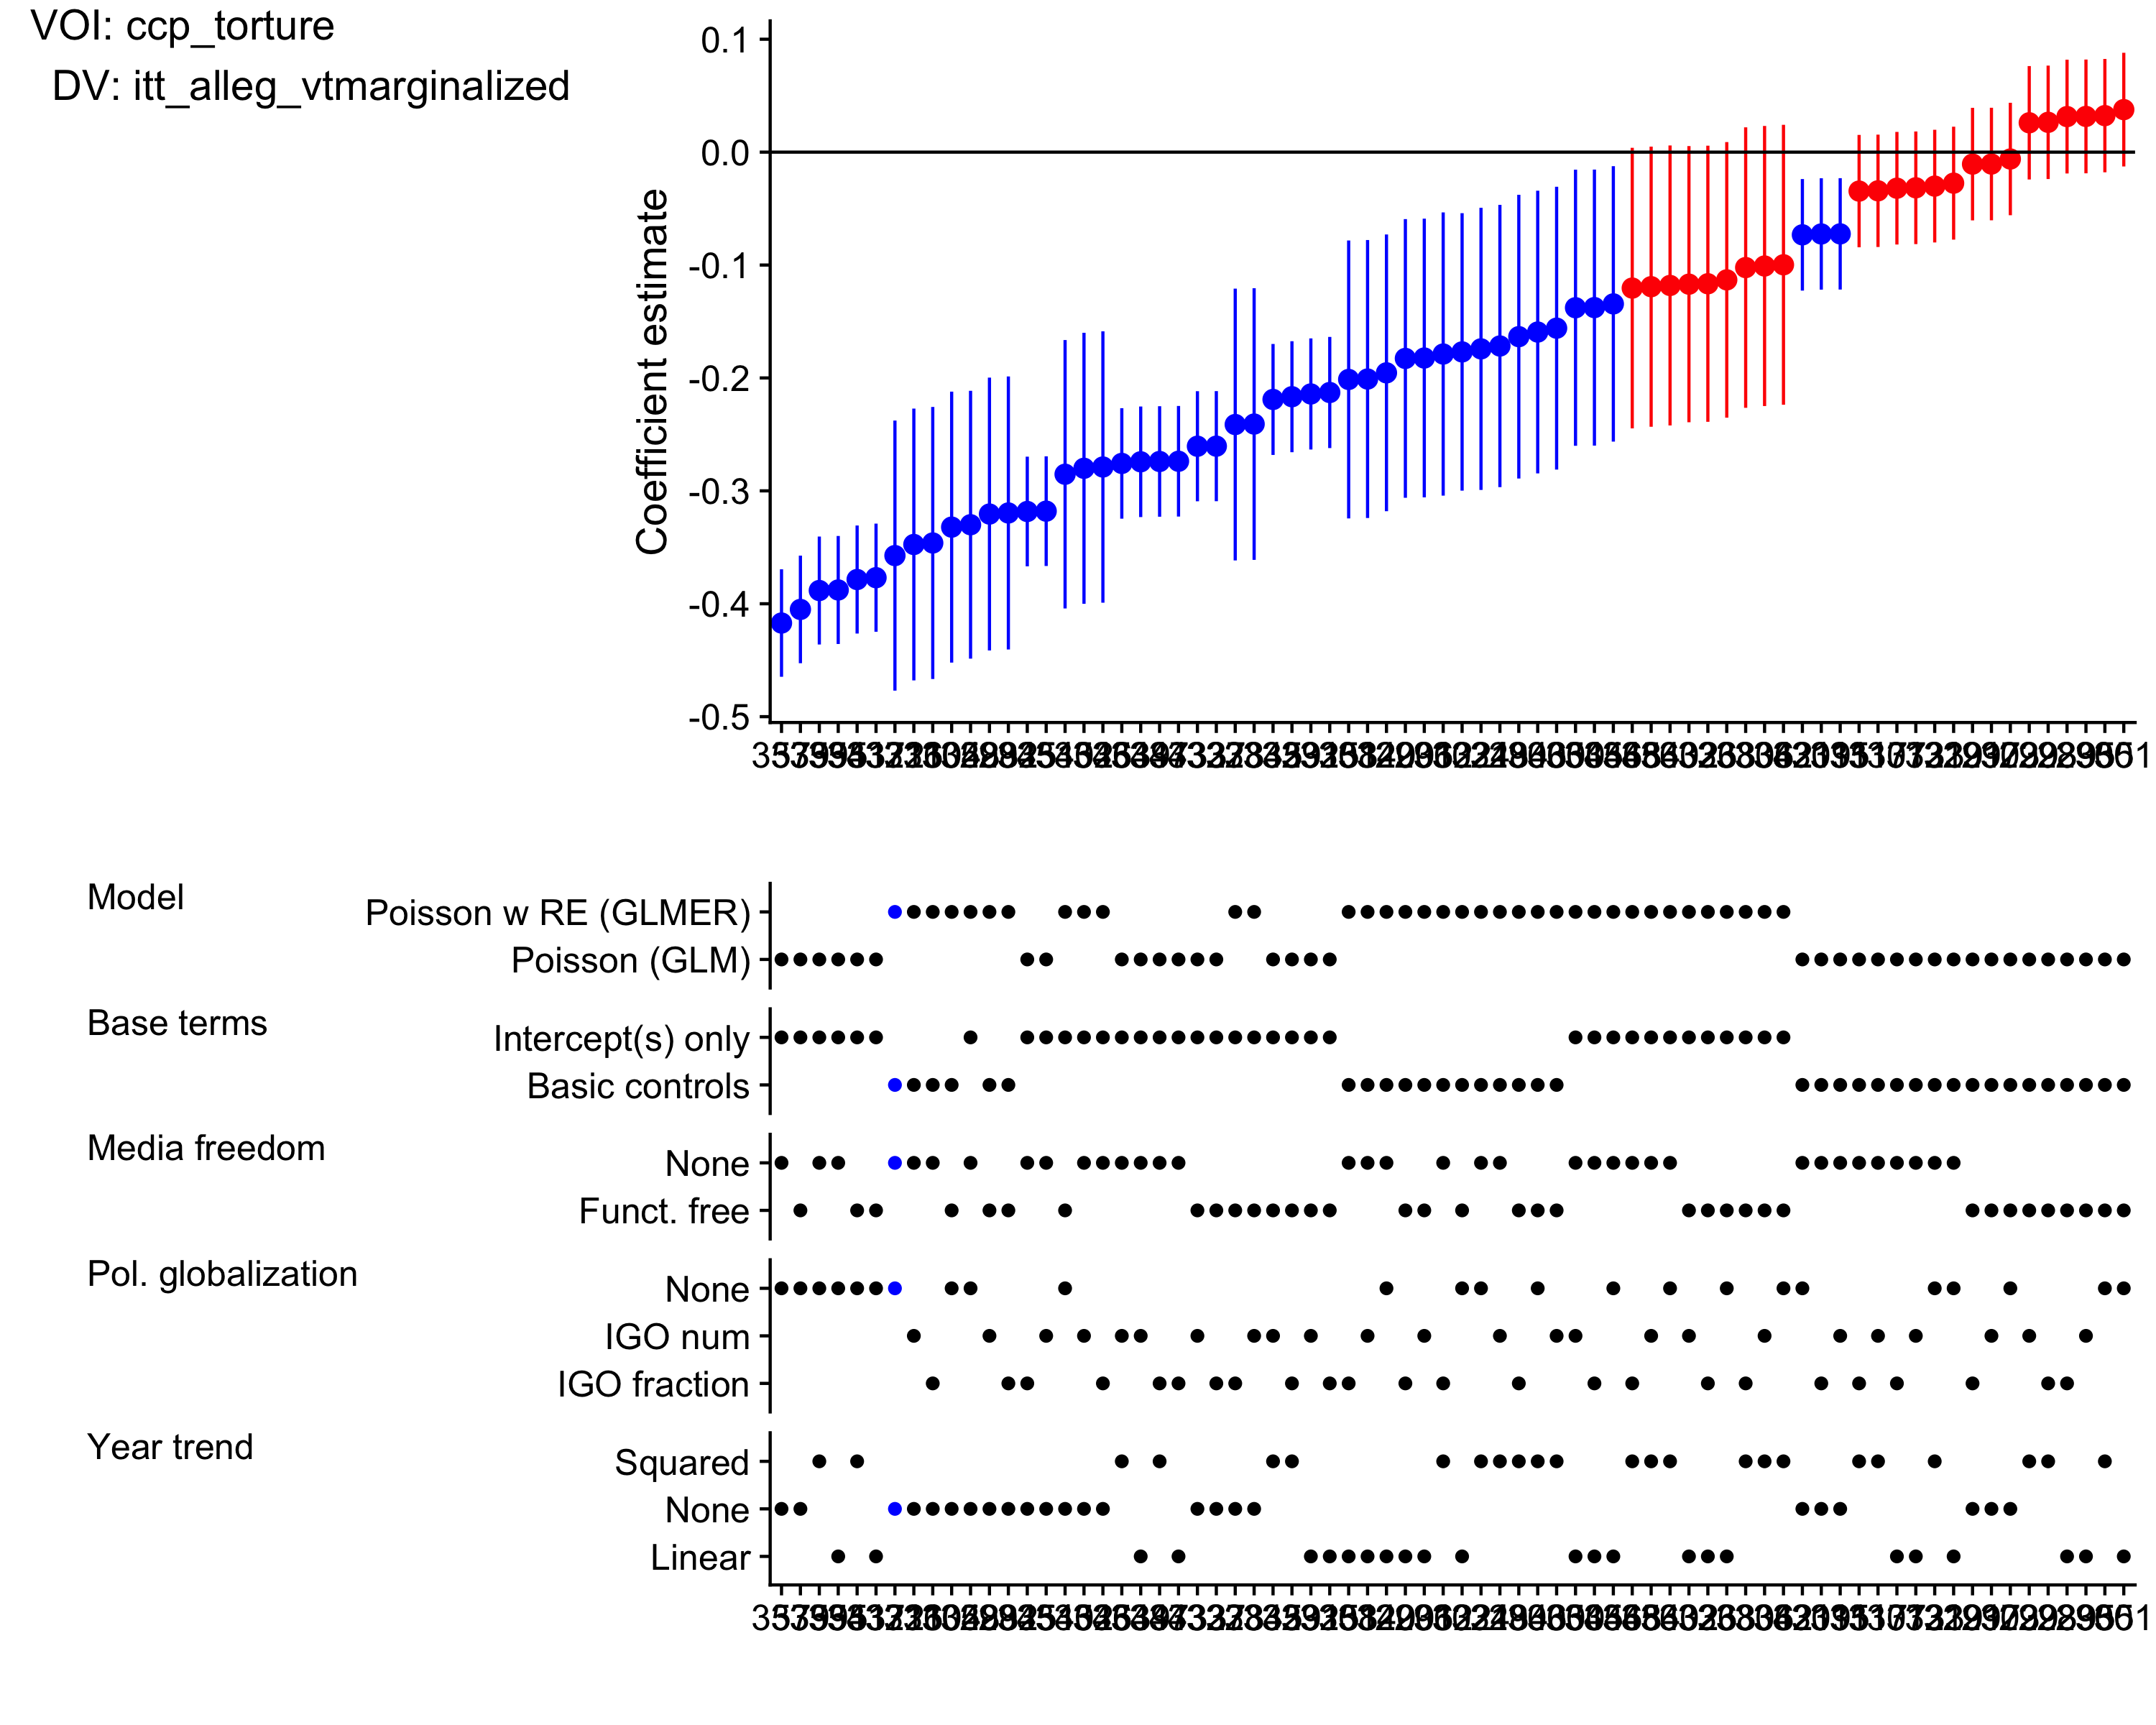 VOI: ccp_torture
DV: itt_alleg_vtmarginalized
Coefficient estimate
0.1
0.0
-0.1
-0.2
-0.3
-0.4
-0.5
Model
Poisson w RE (GLMER)
Poisson (GLM)
Base terms
Intercept(s) only
Basic controls
Media freedom
None
Funct. free
Pol. globalization
None
IGO num
IGO fraction
Year trend
Squared
None
Linear